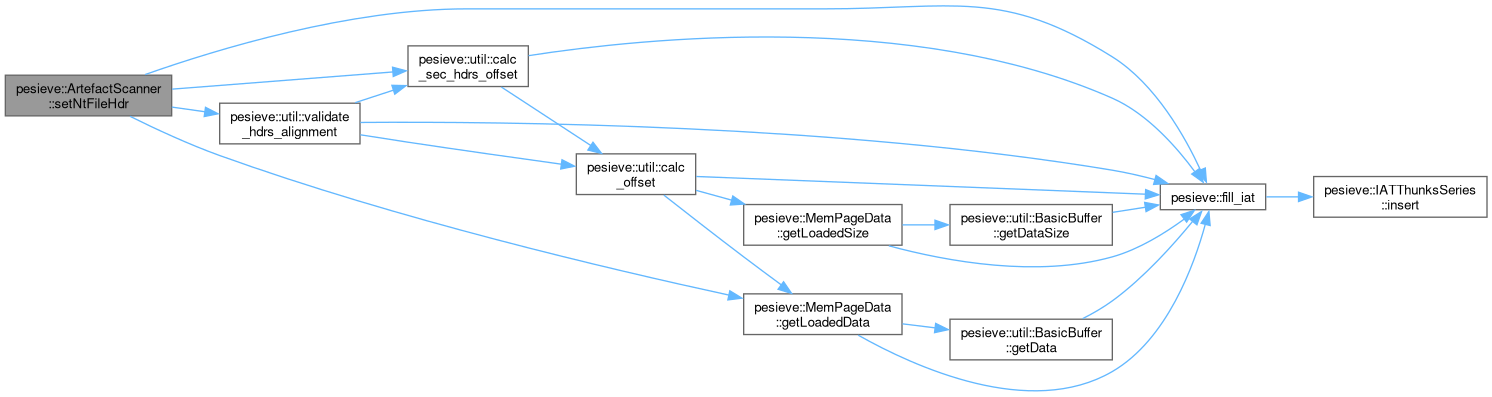 pesieve::ArtefactScanner
::setNtFileHdr
pesieve::util::validate
_hdrs_alignment
pesieve::util::calc
_sec_hdrs_offset
pesieve::util::calc
_offset
pesieve::MemPageData
::getLoadedSize
pesieve::MemPageData
::getLoadedData
pesieve::util::BasicBuffer
::getDataSize
pesieve::util::BasicBuffer
::getData
pesieve::fill_iat
pesieve::IATThunksSeries
::insert